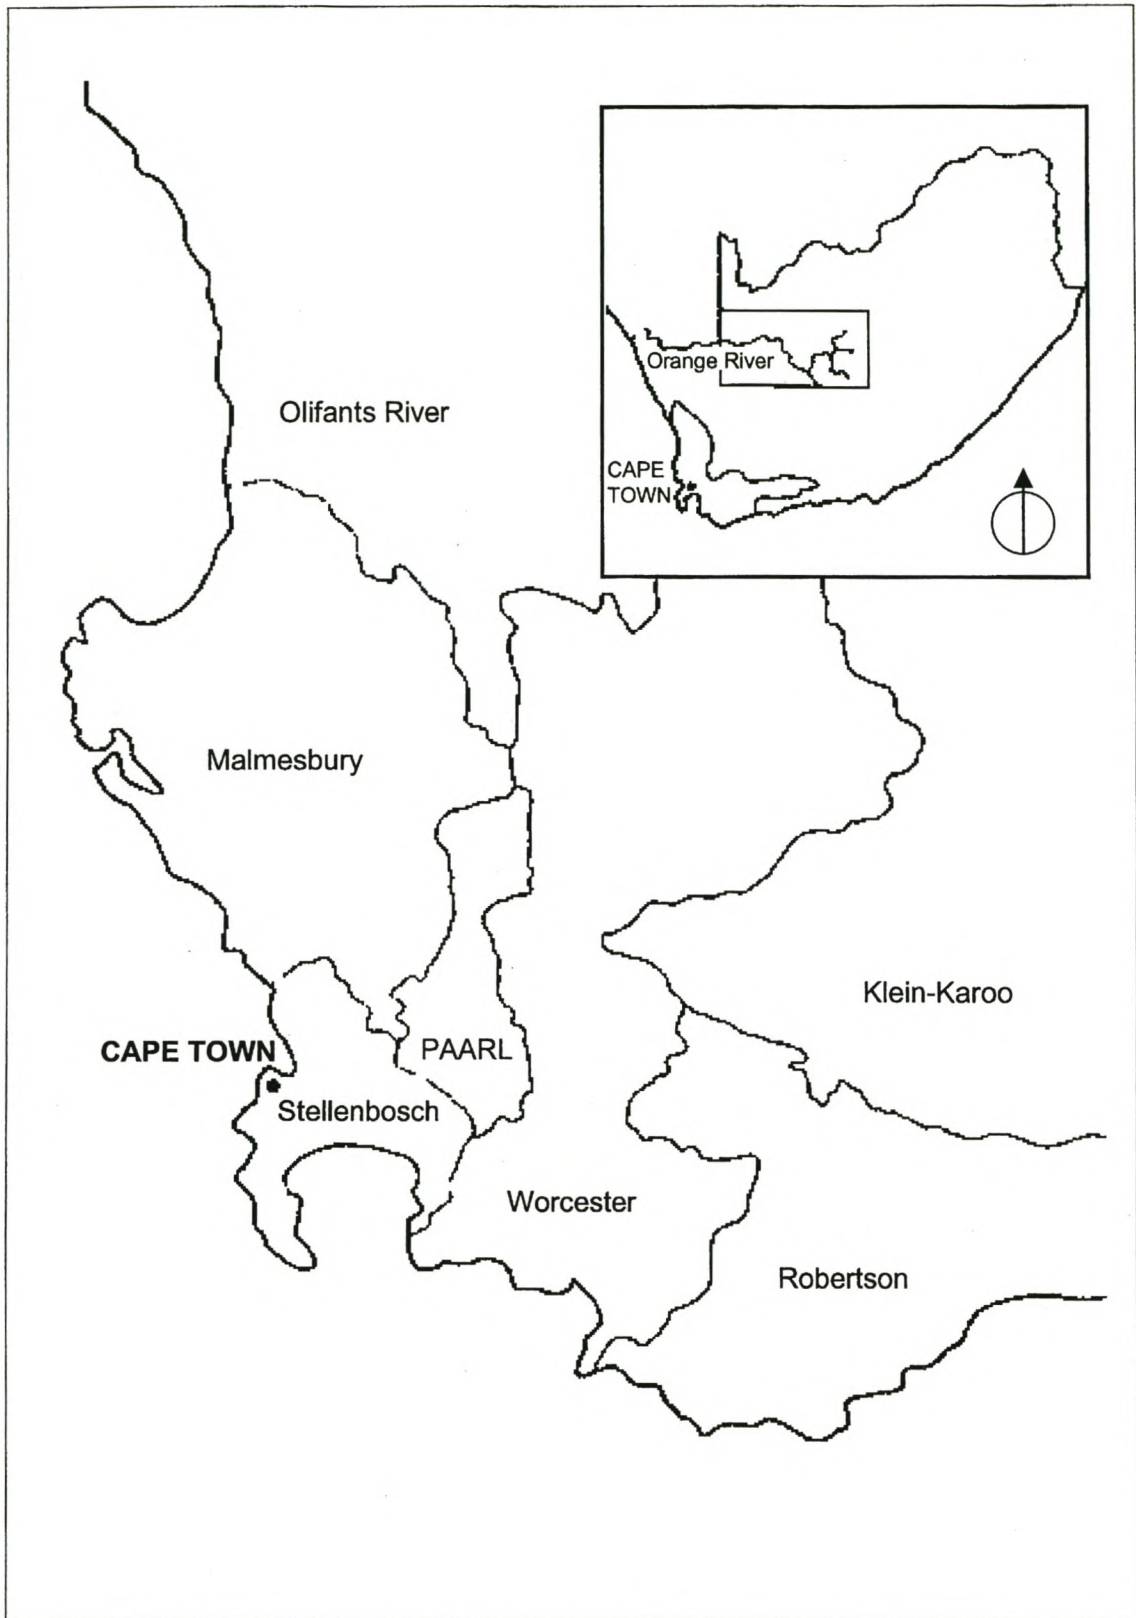 Olifants River
Orange River
CAPE
TOWN
Malmesbury
Klein-Karoo
CAPE TOWN
PAARL
Stellenbosch
Worcester
Robertson